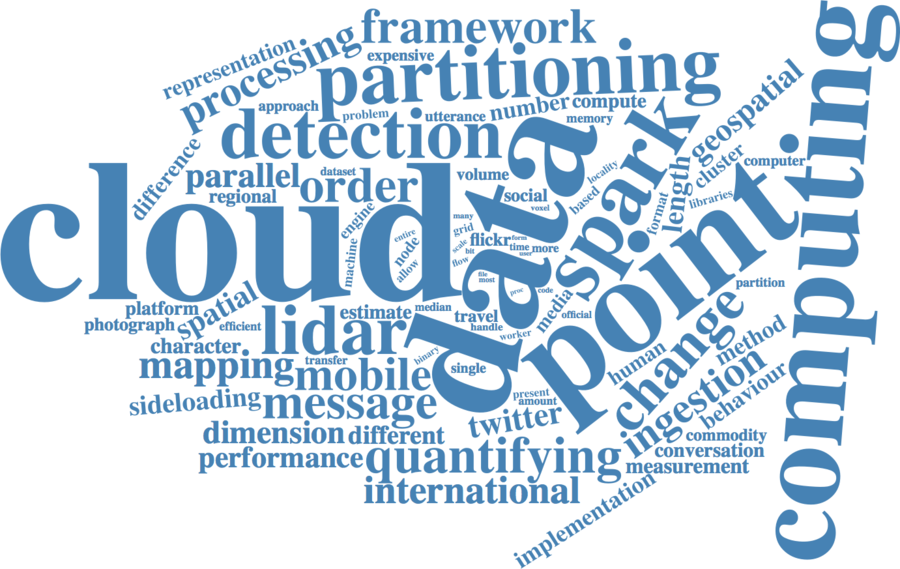 framework
representation
processing
expensive
partitioning
approach
problem
utterance
number
compute
memory
geospatial
computing
detection
difference
parallel
dataset
order
regional
volume
social
voxel
data
spark
locality
based
format
length
cluster
libraries
computer
cloud
engine
machine
entire
node
allow
many
grid
scale
bit
flow
flickr
form
time
more
user
file
most
proc
code
point
partition
platform
photograph
spatial
efficient
lidar
estimate
median
travel
handle
worker
media
official
character
mapping
transfer
mobile
binary
single
human
change
method
sideloading
message
present
amount
twitter
ingestion
behaviour
dimension
different
performance
quantifying
international
commodity
conversation
measurement
implementation